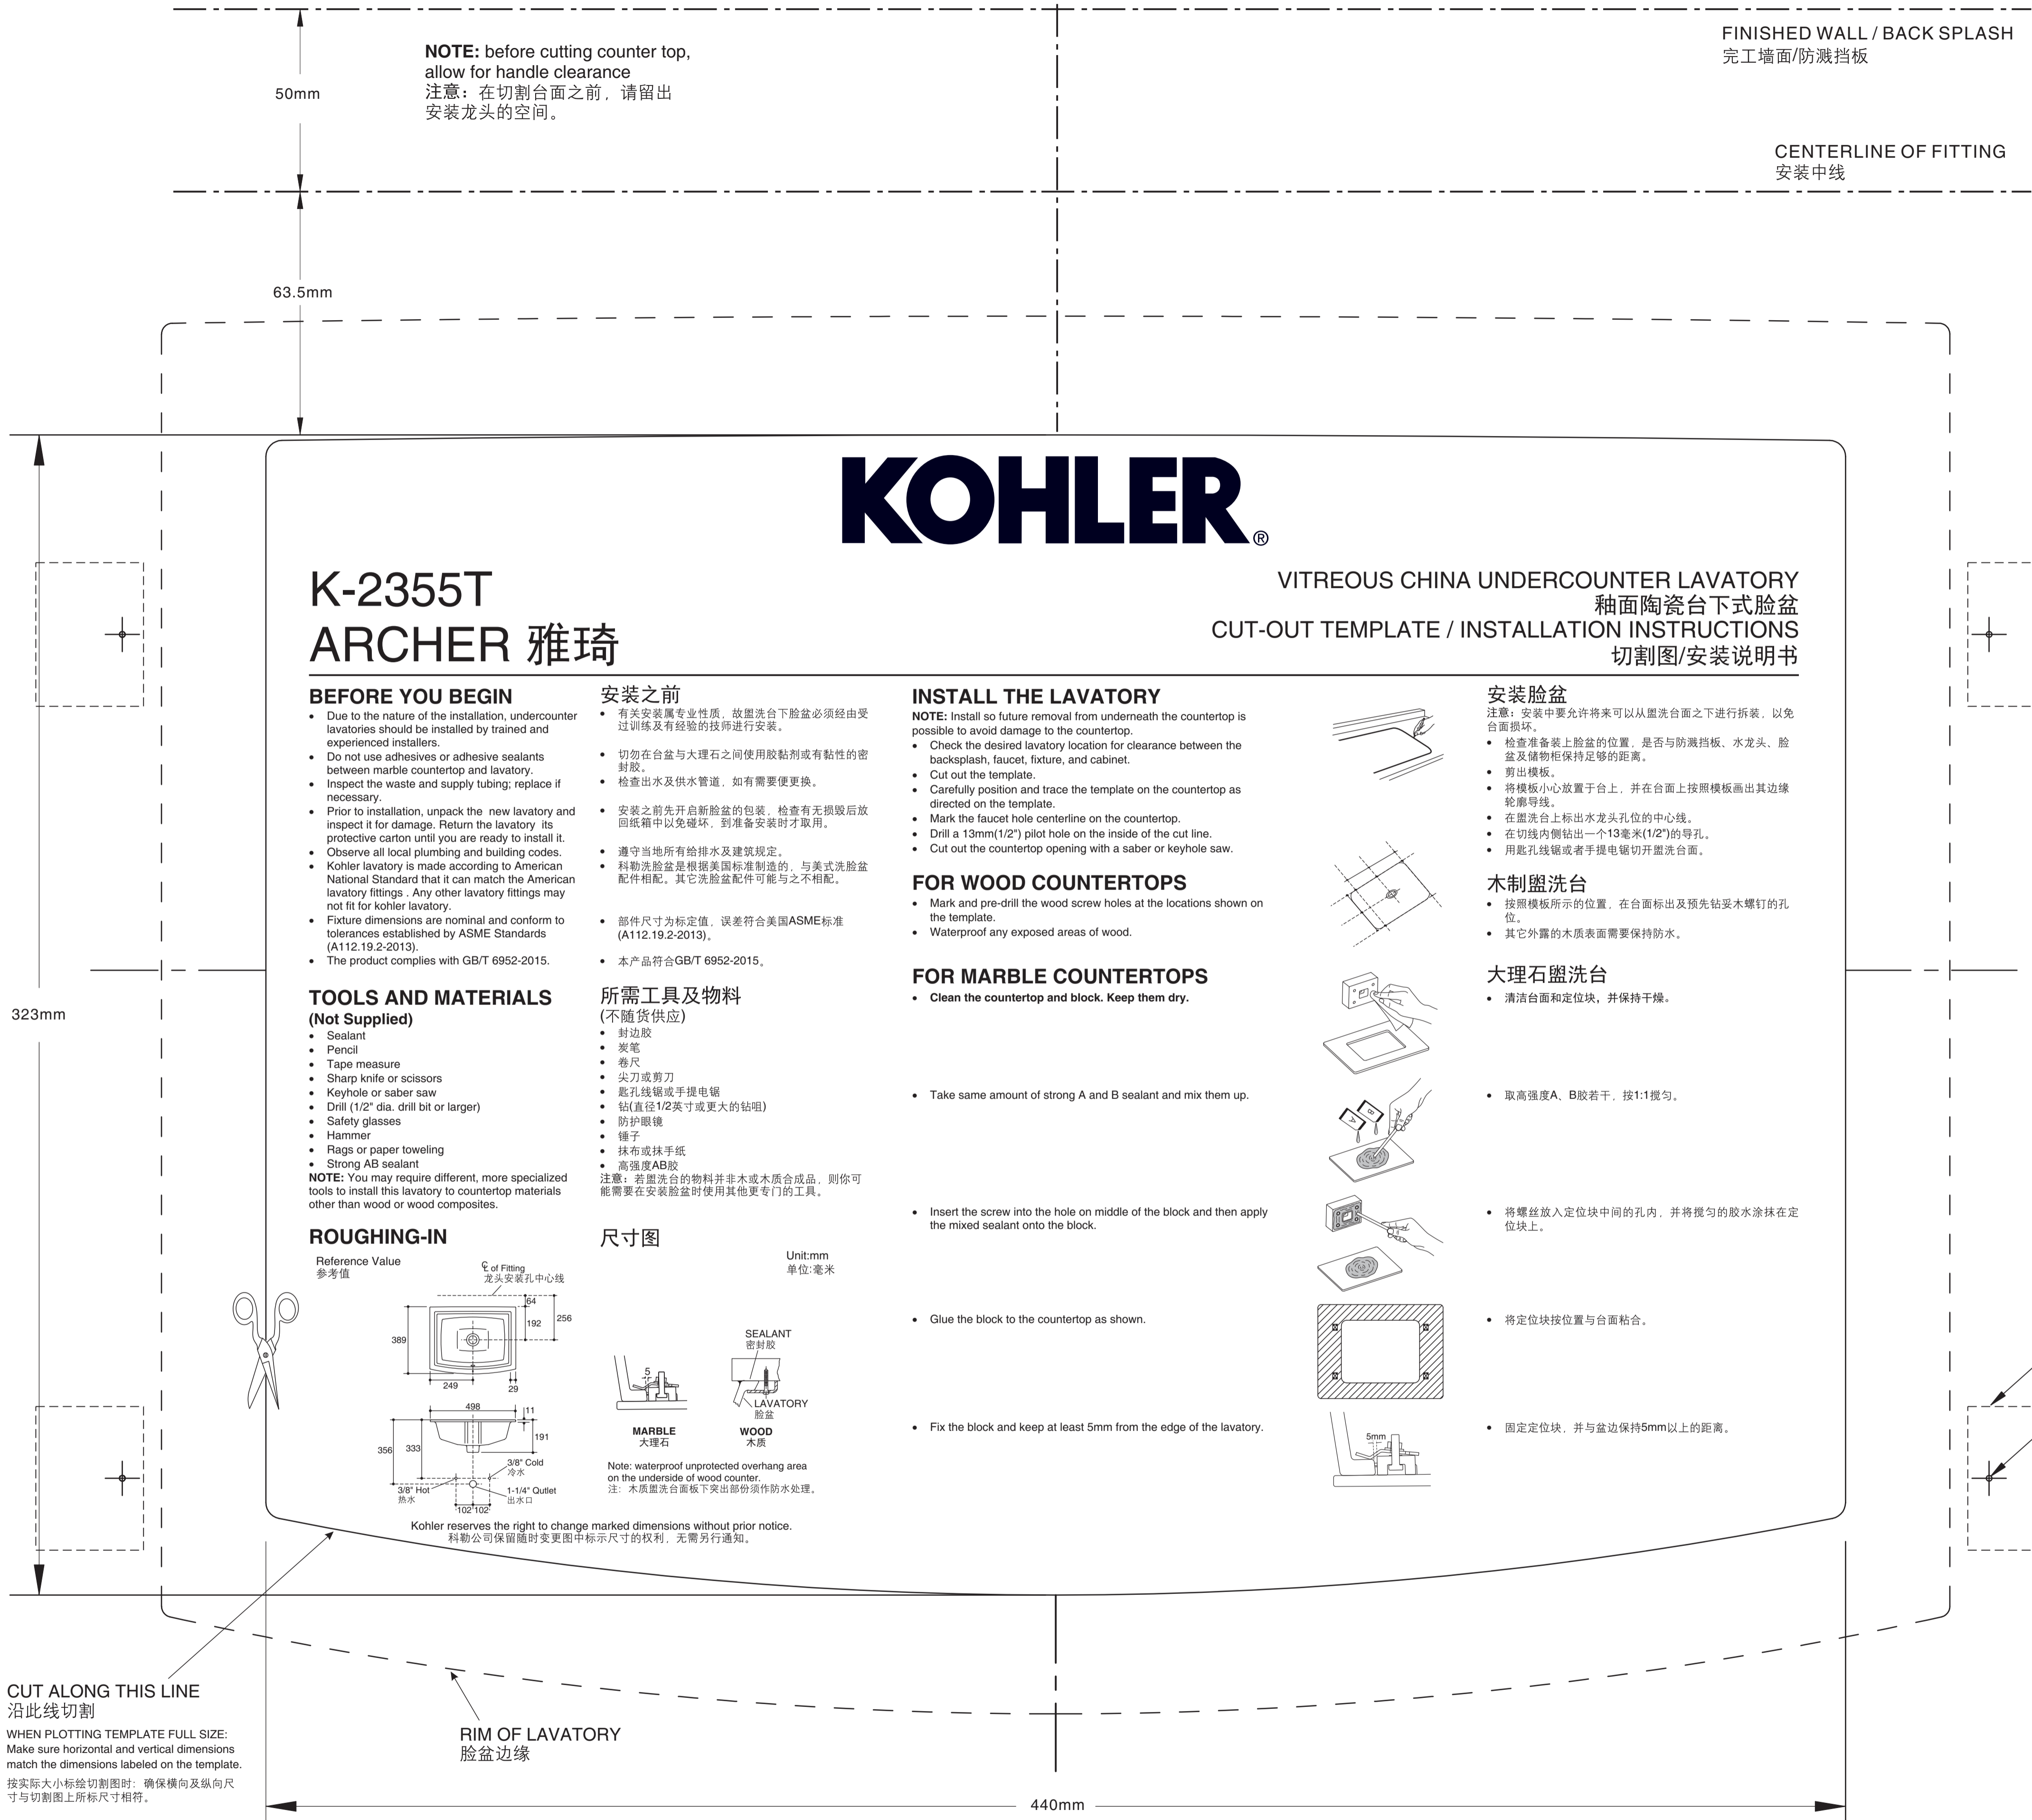 FINISHED WALL / BACK SPLASH
完工墙面/防溅挡板
NOTE: before cutting counter top,
allow for handle clearance
注意：在切割台面之前，请留出
安装龙头的空间。
50mm
CENTERLINE OF FITTING
安装中线
63.5mm
KOHLER®
K-2355T
ARCHER 雅琦
VITREOUS CHINA UNDERCOUNTER LAVATORY
釉面陶瓷台下式脸盆
CUT-OUT TEMPLATE / INSTALLATION INSTRUCTIONS
切割图/安装说明书
BEFORE YOU BEGIN
• Due to the nature of the installation, undercounter
lavatories should be installed by trained and
experienced installers.
• Do not use adhesives or adhesive sealants
between marble countertop and lavatory.
• Inspect the waste and supply tubing; replace if
necessary.
• Prior to installation, unpack the new lavatory and
inspect it for damage. Return the lavatory its
protective carton until you are ready to install it.
• Observe all local plumbing and building codes.
• Kohler lavatory is made according to American
National Standard that it can match the American
lavatory fittings . Any other lavatory fittings may
not fit for kohler lavatory.
• Fixture dimensions are nominal and conform to
tolerances established by ASME Standards
(A112.19.2-2013).
• The product complies with GB/T 6952-2015.
TOOLS AND MATERIALS
(Not Supplied)
• Sealant
• Pencil
• Tape measure
• Sharp knife or scissors
• Keyhole or saber saw
• Drill (1/2" dia. drill bit or larger)
• Safety glasses
• Hammer
• Rags or paper toweling
• Strong AB sealant
NOTE: You may require different, more specialized
tools to install this lavatory to countertop materials
other than wood or wood composites.
安装之前
• 有关安装属专业性质，故盥洗台下脸盆必须经由受
过训练及有经验的技师进行安装。
• 切勿在台盆与大理石之间使用胶黏剂或有黏性的密
封胶。
• 检查出水及供水管道，如有需要便更换。
• 安装之前先开启新脸盆的包装，检查有无损毁后放
回纸箱中以免碰坏，到准备安装时才取用。
• 遵守当地所有给排水及建筑规定。
• 科勒洗脸盆是根据美国标准制造的，与美式洗脸盆
配件相配。其它洗脸盆配件可能与之不相配。
• 部件尺寸为标定值，误差符合美国ASME标准
(A112.19.2-2013)。
• 本产品符合GB/T 6952-2015。
所需工具及物料
(不随货供应)
• 封边胶
• 炭笔
• 卷尺
• 尖刀或剪刀
• 匙孔线锯或手提电锯
• 钻(直径1/2英寸或更大的钻咀)
• 防护眼镜
• 锤子
• 抹布或抹手纸
• 高强度AB胶
注意：若盥洗台的物料并非木或木质合成品，则你可
能需要在安装脸盆时使用其他更专门的工具。
ROUGHING-IN
尺寸图
Reference Value
参考值
Unit:mm
单位:毫米
℄ of Fitting
龙头安装孔中心线
64
192
256
389
249
29
498
11
191
356
333
3/8" Cold
冷水
3/8" Hot
热水
1-1/4" Qutlet
出水口
102
102
5
MARBLE
大理石
SEALANT
密封胶
LAVATORY
脸盆
WOOD
木质
Note: waterproof unprotected overhang area
on the underside of wood counter.
注：木质盥洗台面板下突出部份须作防水处理。
Kohler reserves the right to change marked dimensions without prior notice.
科勒公司保留随时变更图中标示尺寸的权利，无需另行通知。
INSTALL THE LAVATORY
NOTE: Install so future removal from underneath the countertop is
possible to avoid damage to the countertop.
• Check the desired lavatory location for clearance between the
backsplash, faucet, fixture, and cabinet.
• Cut out the template.
• Carefully position and trace the template on the countertop as
directed on the template.
• Mark the faucet hole centerline on the countertop.
• Drill a 13mm(1/2") pilot hole on the inside of the cut line.
• Cut out the countertop opening with a saber or keyhole saw.
FOR WOOD COUNTERTOPS
• Mark and pre-drill the wood screw holes at the locations shown on
the template.
• Waterproof any exposed areas of wood.
FOR MARBLE COUNTERTOPS
• Clean the countertop and block. Keep them dry.
• Take same amount of strong A and B sealant and mix them up.
• Insert the screw into the hole on middle of the block and then apply
the mixed sealant onto the block.
• Glue the block to the countertop as shown.
• Fix the block and keep at least 5mm from the edge of the lavatory.
A
B
5mm
安装脸盆
注意：安装中要允许将来可以从盥洗台面之下进行拆装，以免
台面损坏。
• 检查准备装上脸盆的位置，是否与防溅挡板、水龙头、脸
盆及储物柜保持足够的距离。
• 剪出模板。
• 将模板小心放置于台上，并在台面上按照模板画出其边缘
轮廓导线。
• 在盥洗台上标出水龙头孔位的中心线。
• 在切线内侧钻出一个13毫米(1/2")的导孔。
• 用匙孔线锯或者手提电锯切开盥洗台面。
木制盥洗台
• 按照模板所示的位置，在台面标出及预先钻妥木螺钉的孔
位。
• 其它外露的木质表面需要保持防水。
大理石盥洗台
• 清洁台面和定位块，并保持干燥。
• 取高强度A、B胶若干，按1:1搅匀。
• 将螺丝放入定位块中间的孔内，并将搅匀的胶水涂抹在定
位块上。
• 将定位块按位置与台面粘合。
• 固定定位块，并与盆边保持5mm以上的距离。
323mm
CUT ALONG THIS LINE
沿此线切割
WHEN PLOTTING TEMPLATE FULL SIZE:
Make sure horizontal and vertical dimensions
match the dimensions labeled on the template.
按实际大小标绘切割图时：确保横向及纵向尺
寸与切割图上所标尺寸相符。
RIM OF LAVATORY
脸盆边缘
440mm